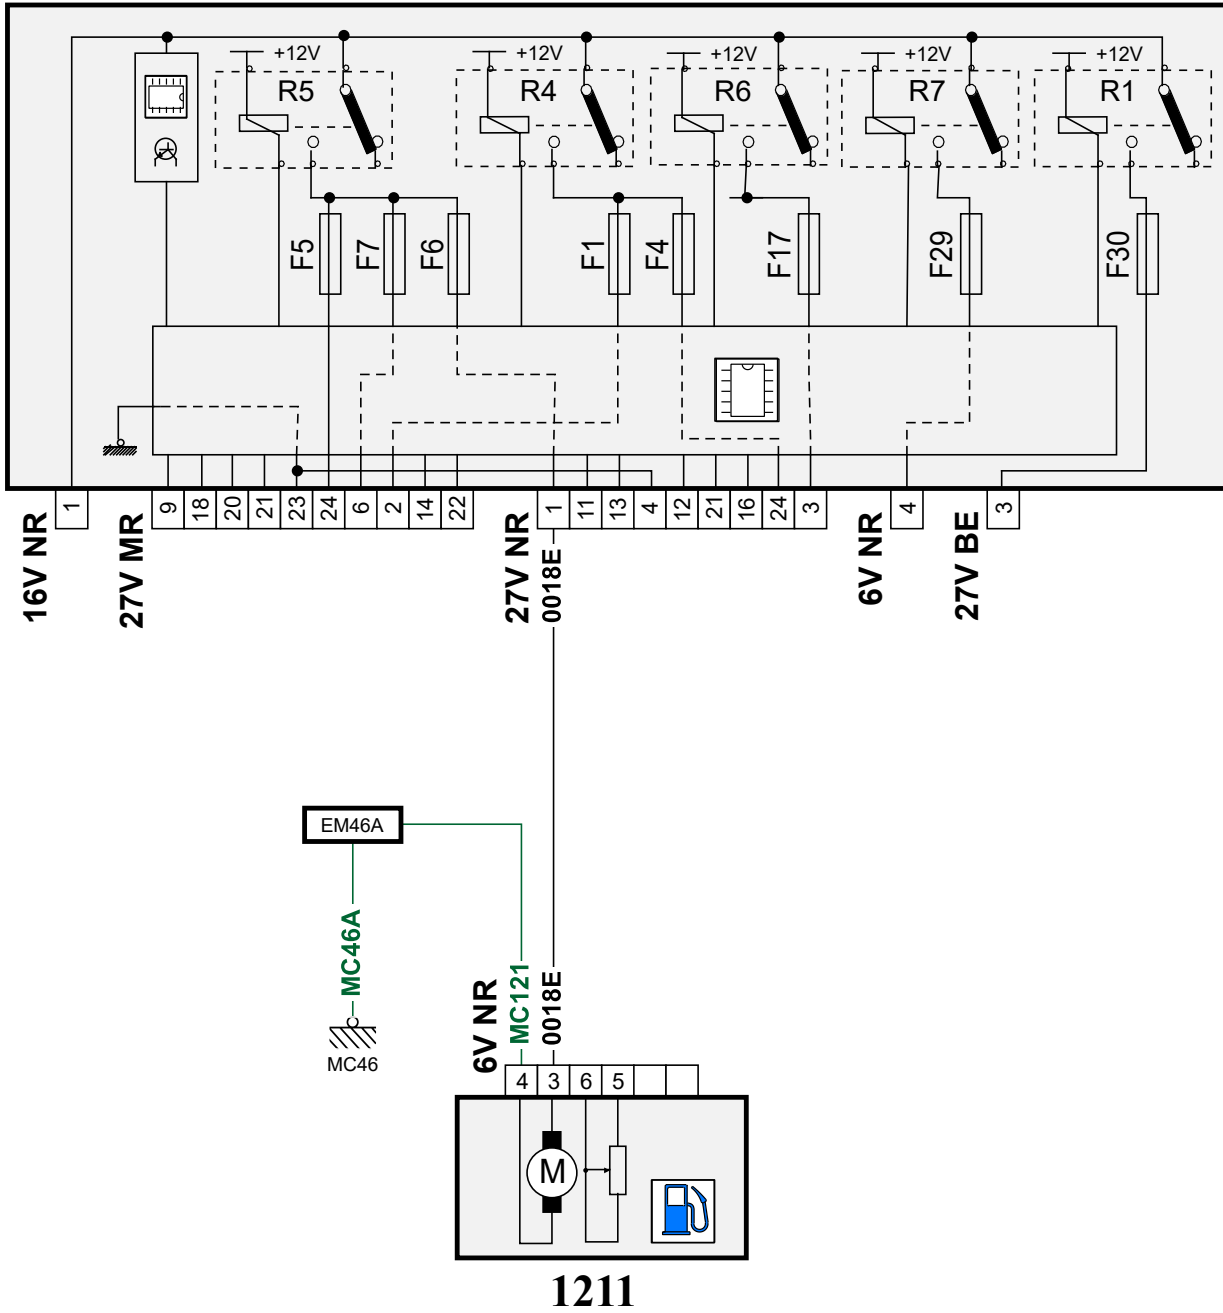 +12V +12V +12V +12V +12V
R5 R4 R6 R7 R1
F5 F7 F6 F1 F4 F17 F29 F30
1 9 18 20 21 23 24 6 2 14 22 1 11 13 4 12 21 16 24 3 4 3
16V NR 27V MR 27V NR 6V NR 27V BE
0018E
EM46A
MC46A
MC46
6V NR MC121 0018E
4 3 6 5
M
1211